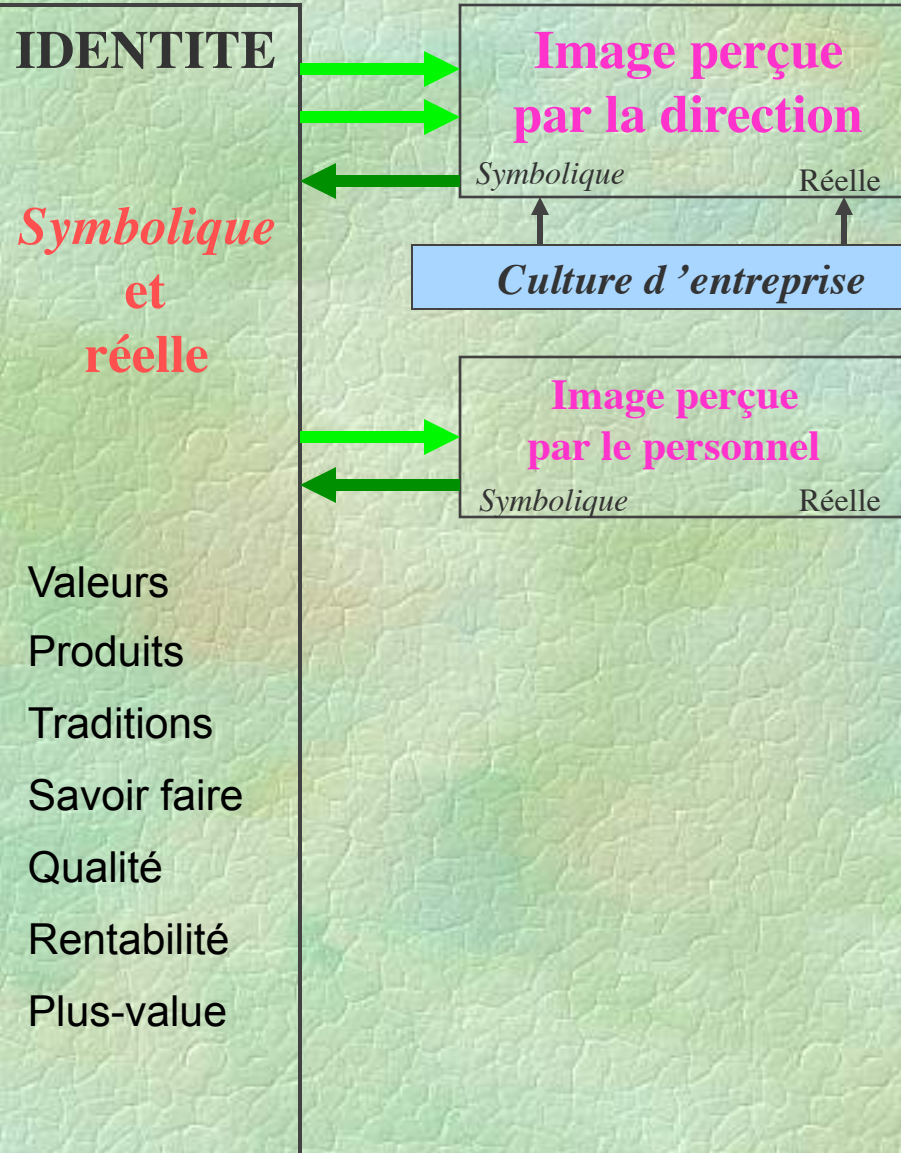 IDENTITE
Symbolique
et
réelle
Valeurs
Produits
Traditions
Savoir faire
Qualité
Rentabilité
Plus-value
Image perçue
par la direction
Symbolique Réelle
Culture d ’entreprise
Image perçue
par le personnel
Symbolique Réelle